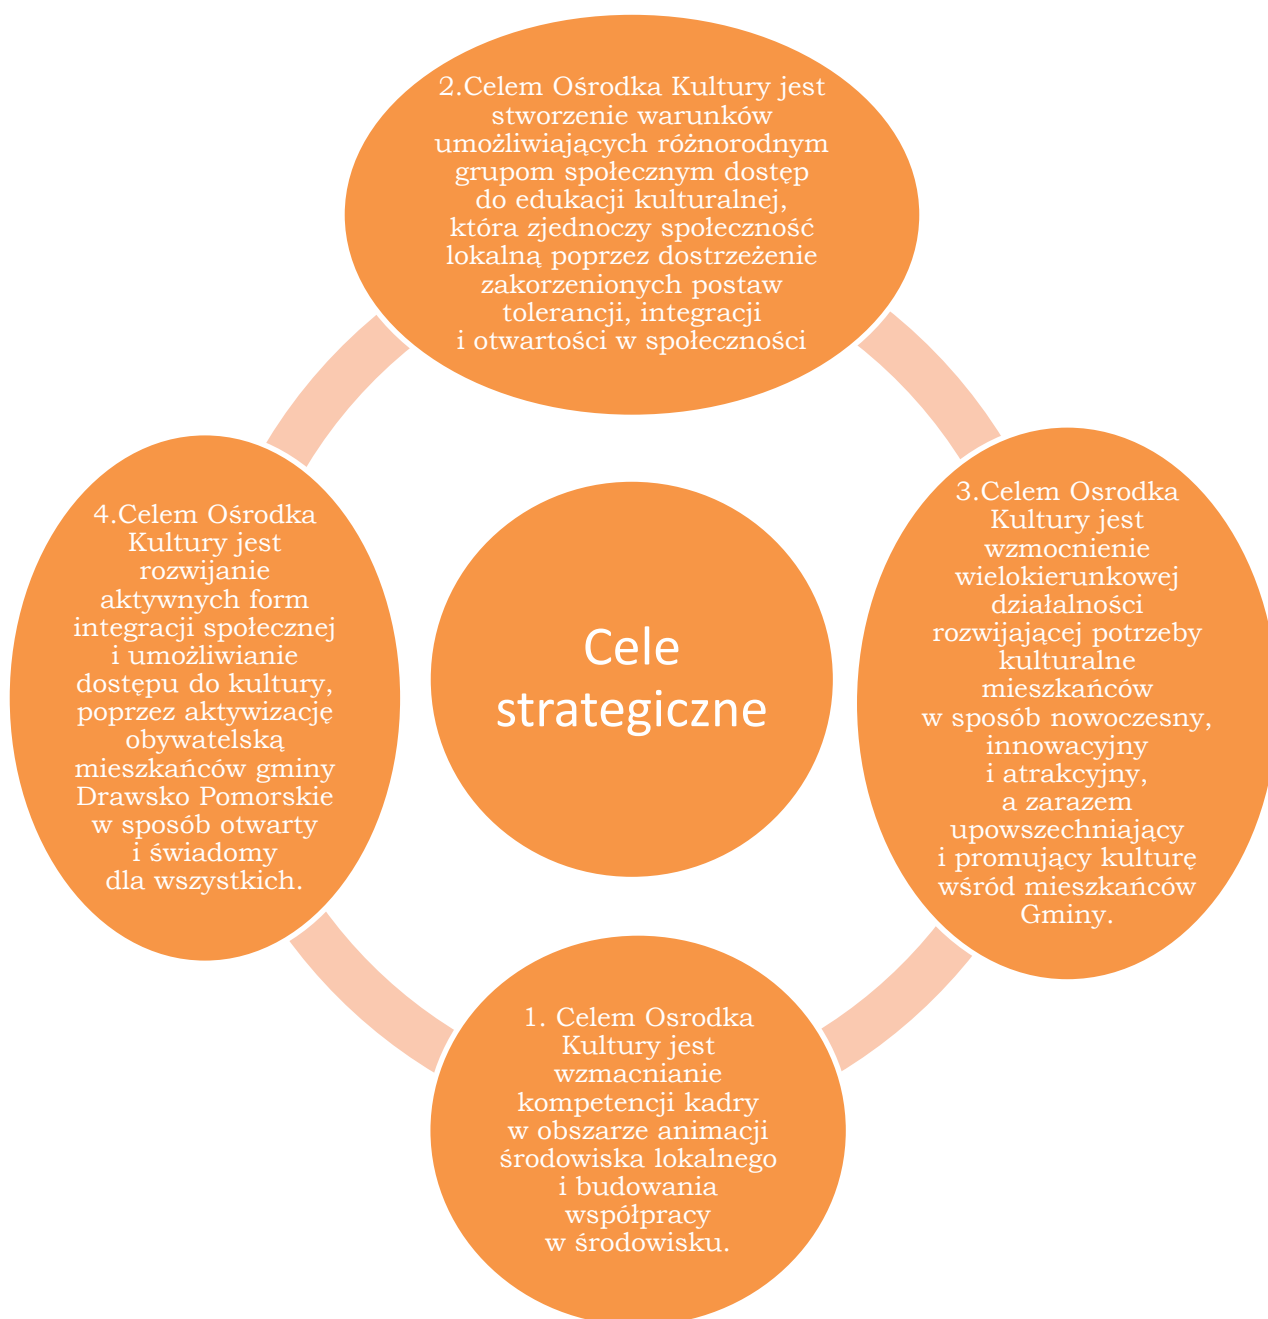 2.Celem Ośrodka Kultury jest
stworzenie warunków
umożliwiających różnorodnym
grupom społecznym dostęp
do edukacji kulturalnej,
która zjednoczy społeczność
lokalną poprzez dostrzeżenie
zakorzenionych postaw
tolerancji, integracji
i otwartości w społeczności
4.Celem Ośrodka
Kultury jest
rozwijanie
aktywnych form
integracji społecznej
i umożliwianie
dostępu do kultury,
poprzez aktywizację
obywatelską
mieszkańców gminy
Drawsko Pomorskie
w sposób otwarty
i świadomy
dla wszystkich.
Cele
strategiczne
3.Celem Osrodka
Kultury jest
wzmocnienie
wielokierunkowej
działalności
rozwijającej potrzeby
kulturalne
mieszkańców
w sposób nowoczesny,
innowacyjny
i atrakcyjny,
a zarazem
upowszechniający
i promujący kulturę
wśród mieszkańców
Gminy.
1. Celem Osrodka
Kultury jest
wzmacnianie
kompetencji kadry
w obszarze animacji
środowiska lokalnego
i budowania
współpracy
w środowisku.